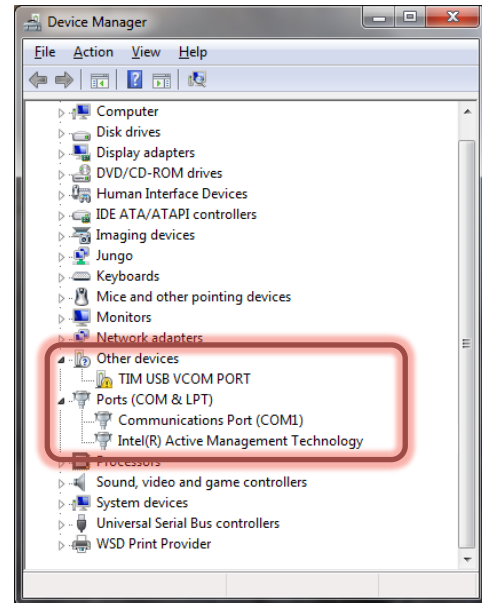 Device Manager
File Action View Help
Computer
Disk drives
Display adapters
DVD/CD-ROM drives
Human Interface Devices
IDE ATA/ATAPI controllers
Imaging devices
Jungo
Keyboards
Mice and other pointing devices
Monitors
Network adapters
Other devices
TIM USB VCOM PORT
Ports (COM & LPT)
Communications Port (COM1)
Intel(R) Active Management Technology
Processors
Sound, video and game controllers
System devices
Universal Serial Bus controllers
WSD Print Provider